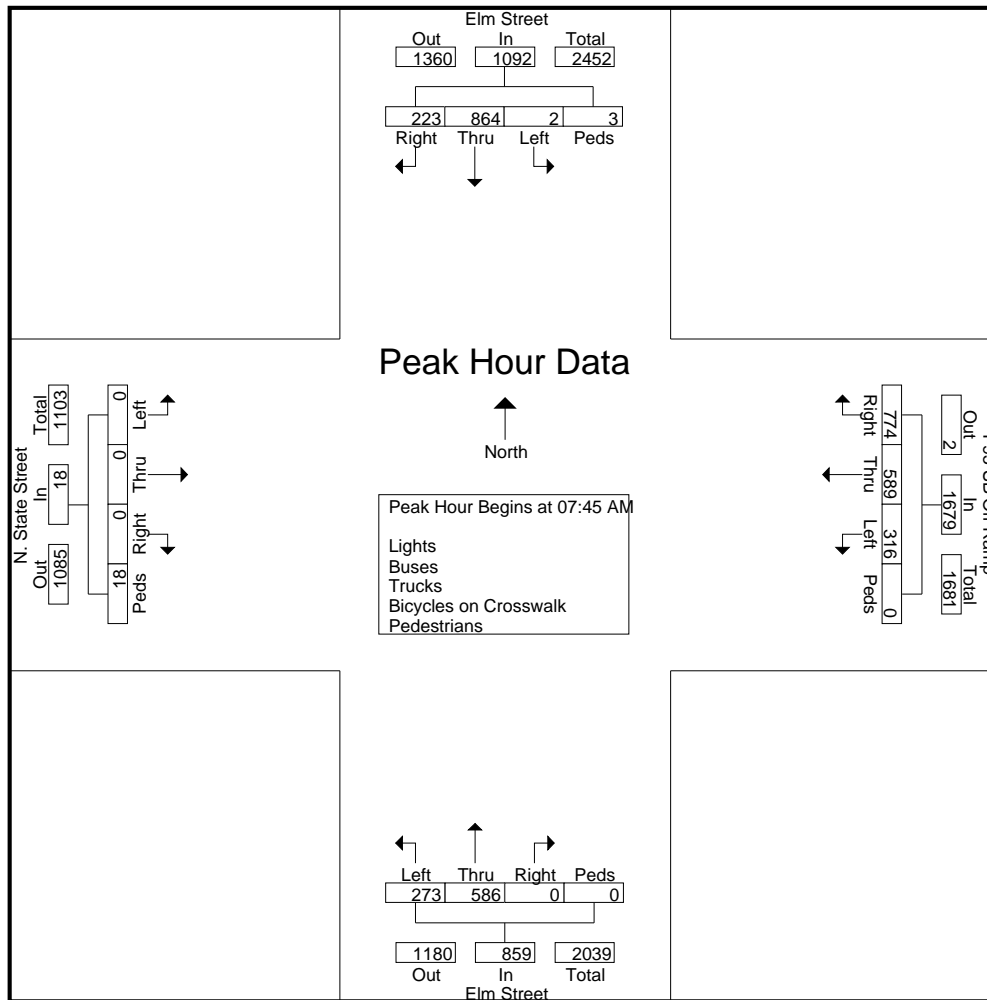 Elm Street
Out In Total
1360 1092 2452
223 864 2 3
Right Thru Left Peds
Peak Hour Data
North
Peak Hour Begins at 07:45 AM
Lights
Buses
Trucks
Bicycles on Crosswalk
Pedestrians
N. State Street
Total In Out
1103 18 1085
0 0 0 18
Left Thru Right Peds
Right Thru Left Peds
774 589 316 0
2 1679 1681
Out In Total
Ramp
Left Thru Right Peds
273 586 0 0
1180 859 2039
Out In Total
Elm Street